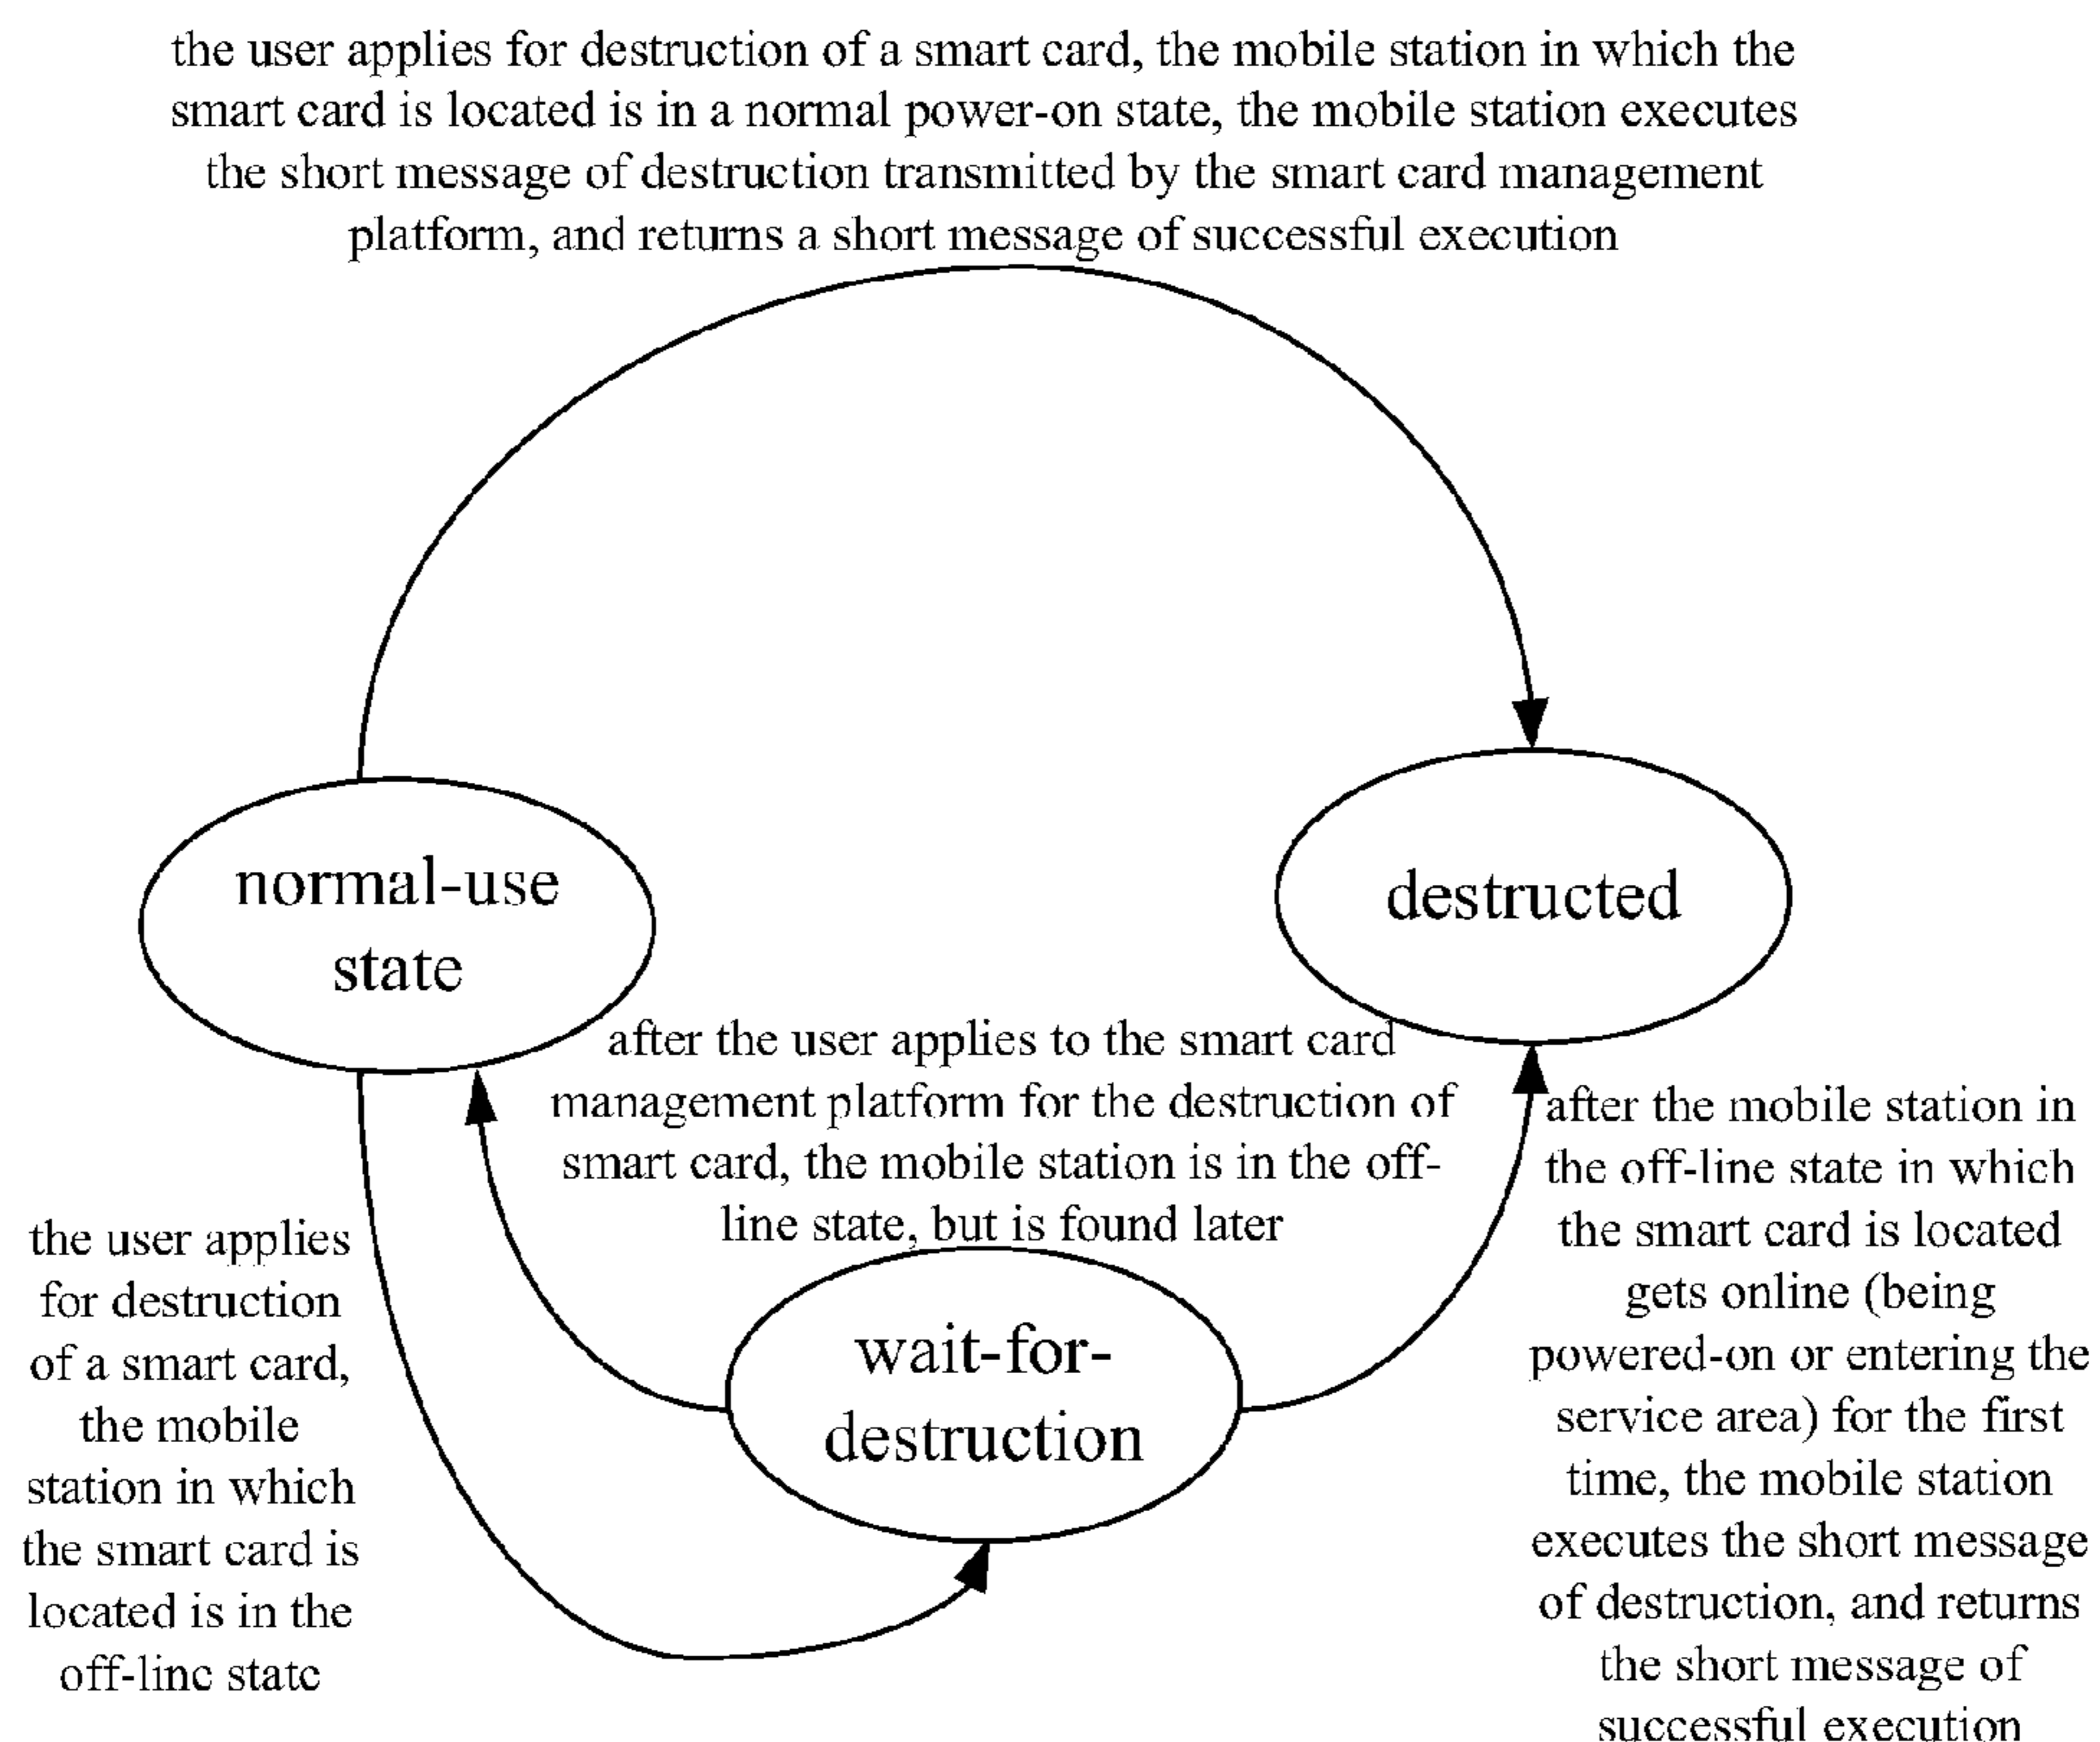 the user applies for destruction of a smart card, the mobile station in which the
smart card is located is in a normal power-on state, the mobile station executes
the short message of destruction transmitted by the smart card management
platform, and returns a short message of successful execution
normal-use
state
destructed
after the user applies to the smart card
management platform for the destruction of
smart card, the mobile station is in the off-
line state, but is found later
wait-for-
destruction
the user applies
for destruction
of a smart card,
the mobile
station in which
the smart card is
located is in the
off-line state
after the mobile station in
the off-line state in which
the smart card is located
gets online (being
powered-on or entering the
service area) for the first
time, the mobile station
executes the short message
of destruction, and returns
the short message of
successful execution